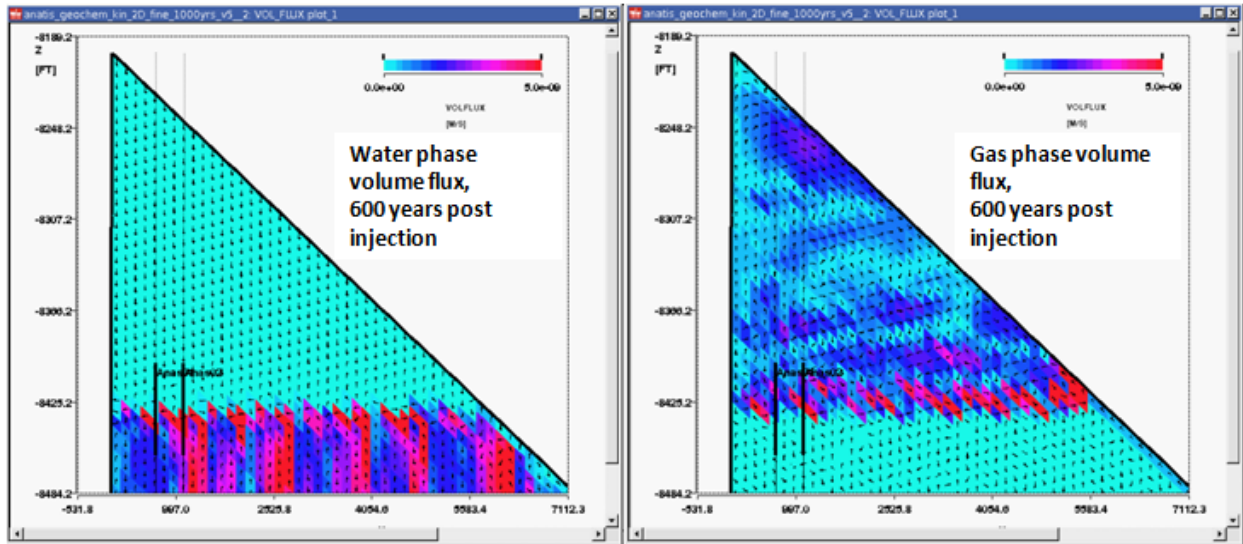 anatis_geochem_kin_2D_fine_1000yrs_v5__2: VOL_FLUX plot_1
-8189.2
Z
[FT]
-8248.2
-8307.2
-8366.2
-8425.2
-8484.2
-531.8
997.0
2525.8
4054.6
5583.4
7112.3
0.0e+00
5.0e-09
VOLFLUX
[M/S]
Water phase
volume flux,
600 years post
injection
anatis_geochem_kin_2D_fine_1000yrs_v5__2: VOL_FLUX plot_1
-8189.2
Z
[FT]
-8248.2
-8307.2
-8366.2
-8425.2
-8484.2
-531.8
997.0
2525.8
4054.6
5583.4
7112.3
0.0e+00
5.0e-09
VOLFLUX
[M/S]
Gas phase volume
flux,
600 years post
injection